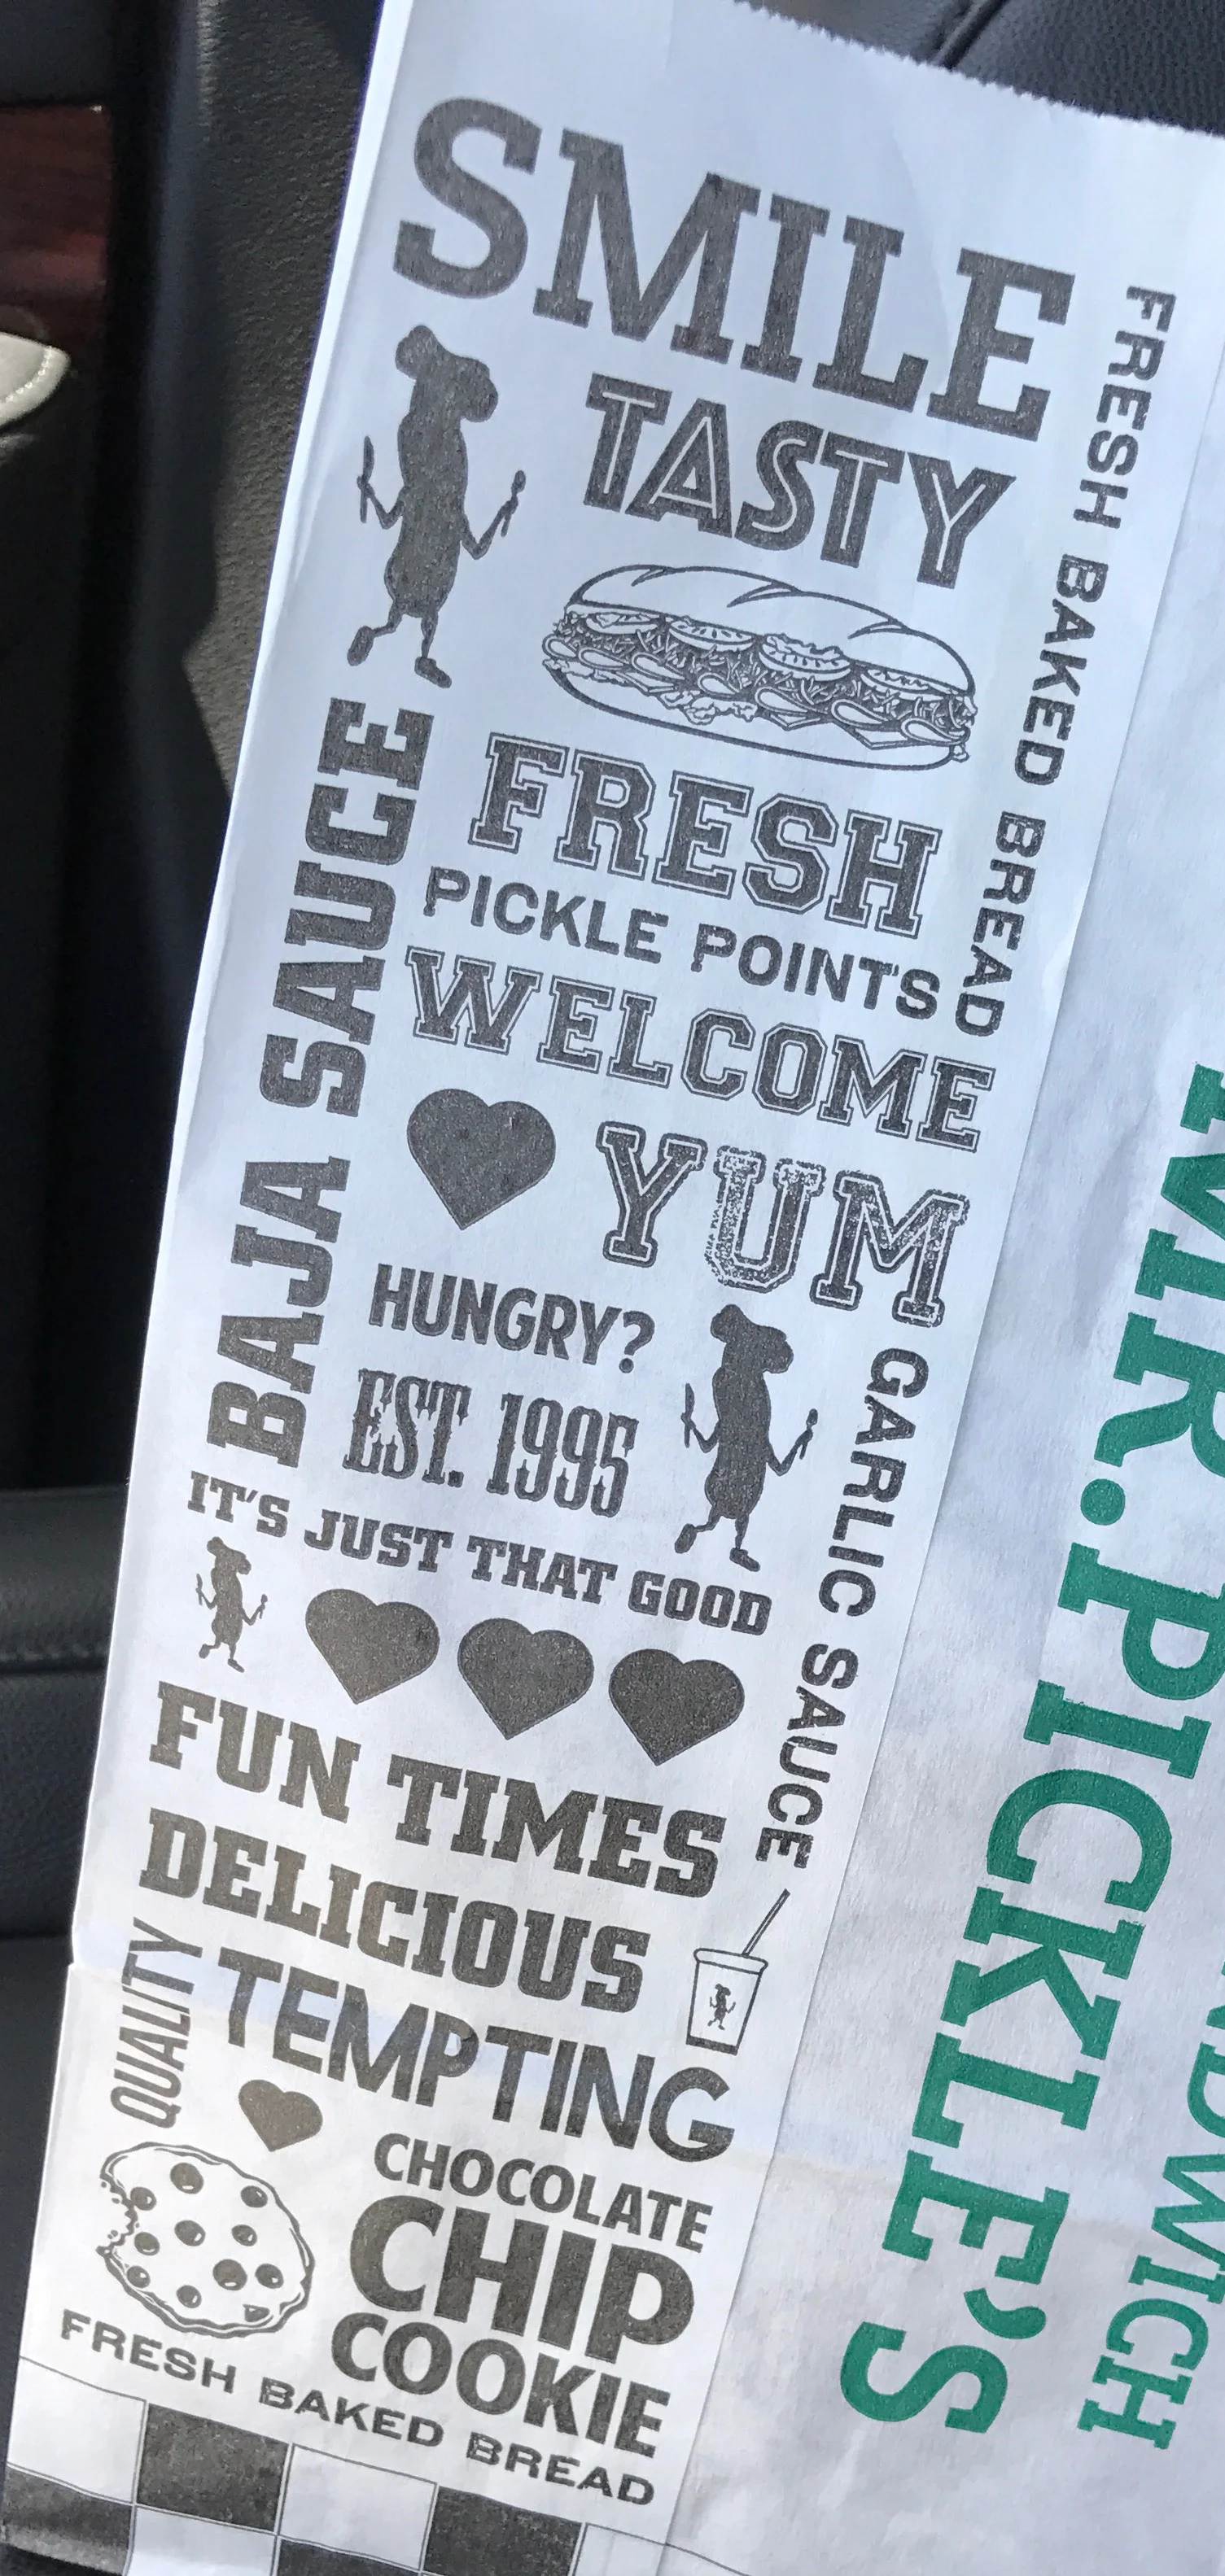 SMILE
TASTY
FRESH BAKED BREAD
FRESH
PICKLE POINTS
WELCOME
BAJA SAUCE
YUM
HUNGRY?
EST. 1995
GARLIC SAUCE
IT'S JUST THAT GOOD
FUN TIMES
DELICIOUS
QUALITY
TEMPTING
CHOCOLATE
CHIP
COOKIE
FRESH BAKED BREAD
MR. PICKLE'S